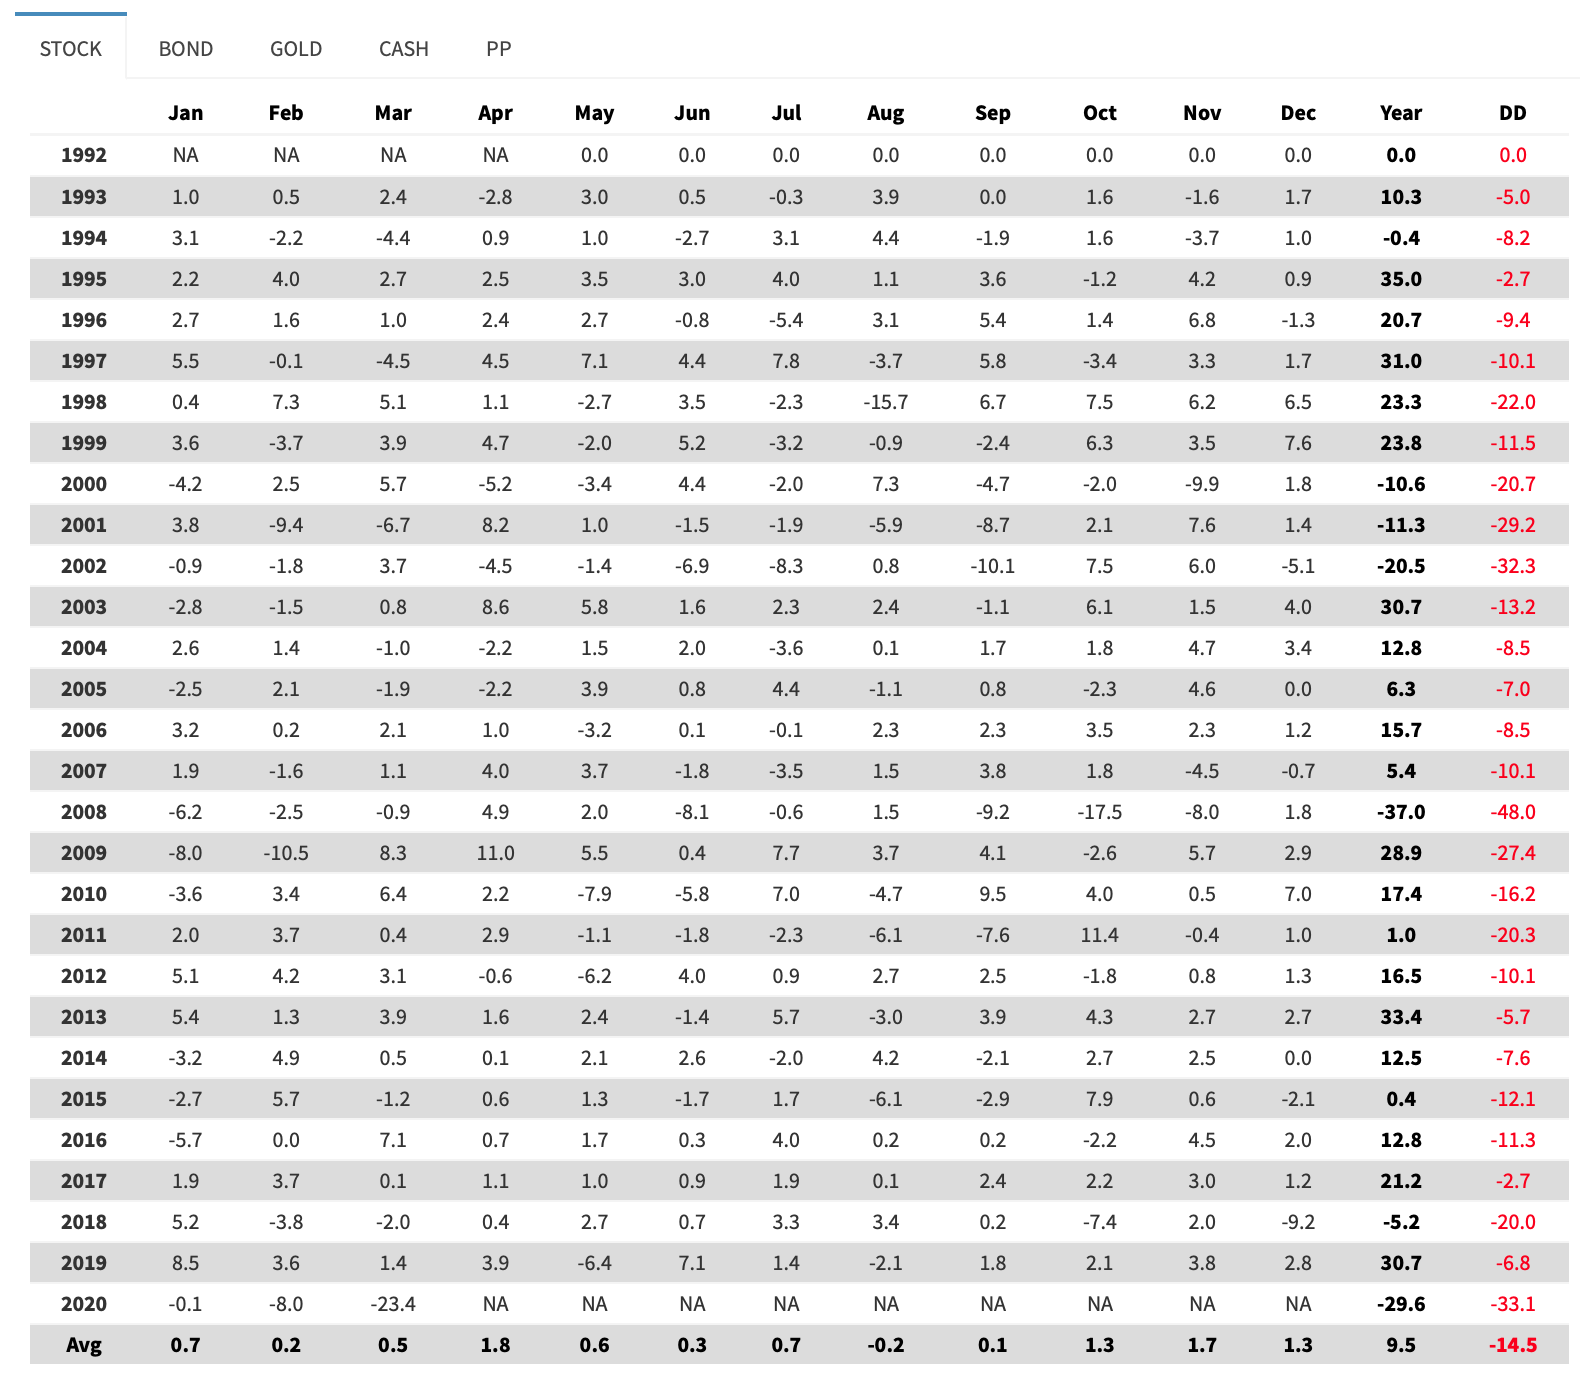 STOCK BOND GOLD CASH PP
Jan Feb Mar Apr May Jun Jul Aug Sep Oct Nov Dec Year DD
1992 NA NA NA NA 0.0 0.0 0.0 0.0 0.0 0.0 0.0 0.0 0.0 0.0
1993 1.0 0.5 2.4 -2.8 3.0 0.5 -0.3 3.9 0.0 1.6 -1.6 1.7 10.3 -5.0
1994 3.1 -2.2 -4.4 0.9 1.0 -2.7 3.1 4.4 -1.9 1.6 -3.7 1.0 -0.4 -8.2
1995 2.2 4.0 2.7 2.5 3.5 3.0 4.0 1.1 3.6 -1.2 4.2 0.9 35.0 -2.7
1996 2.7 1.6 1.0 2.4 2.7 -0.8 -5.4 3.1 5.4 1.4 6.8 -1.3 20.7 -9.4
1997 5.5 -0.1 -4.5 4.5 7.1 4.4 7.8 -3.7 5.8 -3.4 3.3 1.7 31.0 -10.1
1998 0.4 7.3 5.1 1.1 -2.7 3.5 -2.3 -15.7 6.7 7.5 6.2 6.5 23.3 -22.0
1999 3.6 -3.7 3.9 4.7 -2.0 5.2 -3.2 -0.9 -2.4 6.3 3.5 7.6 23.8 -11.5
2000 -4.2 2.5 5.7 -5.2 -3.4 4.4 -2.0 7.3 -4.7 -2.0 -9.9 1.8 -10.6 -20.7
2001 3.8 -9.4 -6.7 8.2 1.0 -1.5 -1.9 -5.9 -8.7 2.1 7.6 1.4 -11.3 -29.2
2002 -0.9 -1.8 3.7 -4.5 -1.4 -6.9 -8.3 0.8 -10.1 7.5 6.0 -5.1 -20.5 -32.3
2003 -2.8 -1.5 0.8 8.6 5.8 1.6 2.3 2.4 -1.1 6.1 1.5 4.0 30.7 -13.2
2004 2.6 1.4 -1.0 -2.2 1.5 2.0 -3.6 0.1 1.7 1.8 4.7 3.4 12.8 -8.5
2005 -2.5 2.1 -1.9 -2.2 3.9 0.8 4.4 -1.1 0.8 -2.3 4.6 0.0 6.3 -7.0
2006 3.2 0.2 2.1 1.0 -3.2 0.1 -0.1 2.3 2.3 3.5 2.3 1.2 15.7 -8.5
2007 1.9 -1.6 1.1 4.0 3.7 -1.8 -3.5 1.5 3.8 1.8 -4.5 -0.7 5.4 -10.1
2008 -6.2 -2.5 -0.9 4.9 2.0 -8.1 -0.6 1.5 -9.2 -17.5 -8.0 1.8 -37.0 -48.0
2009 -8.0 -10.5 8.3 11.0 5.5 0.4 7.7 3.7 4.1 -2.6 5.7 2.9 28.9 -27.4
2010 -3.6 3.4 6.4 2.2 -7.9 -5.8 7.0 -4.7 9.5 4.0 0.5 7.0 17.4 -16.2
2011 2.0 3.7 0.4 2.9 -1.1 -1.8 -2.3 -6.1 -7.6 11.4 -0.4 1.0 1.0 -20.3
2012 5.1 4.2 3.1 -0.6 -6.2 4.0 0.9 2.7 2.5 -1.8 0.8 1.3 16.5 -10.1
2013 5.4 1.3 3.9 1.6 2.4 -1.4 5.7 -3.0 3.9 4.3 2.7 2.7 33.4 -5.7
2014 -3.2 4.9 0.5 0.1 2.1 2.6 -2.0 4.2 -2.1 2.7 2.5 0.0 12.5 -7.6
2015 -2.7 5.7 -1.2 0.6 1.3 -1.7 1.7 -6.1 -2.9 7.9 0.6 -2.1 0.4 -12.1
2016 -5.7 0.0 7.1 0.7 1.7 0.3 4.0 0.2 0.2 -2.2 4.5 2.0 12.8 -11.3
2017 1.9 3.7 0.1 1.1 1.0 0.9 1.9 0.1 2.4 2.2 3.0 1.2 21.2 -2.7
2018 5.2 -3.8 -2.0 0.4 2.7 0.7 3.3 3.4 0.2 -7.4 2.0 -9.2 -5.2 -20.0
2019 8.5 3.6 1.4 3.9 -6.4 7.1 1.4 -2.1 1.8 2.1 3.8 2.8 30.7 -6.8
2020 -0.1 -8.0 -23.4 NA NA NA NA NA NA NA NA NA -29.6 -33.1
Avg 0.7 0.2 0.5 1.8 0.6 0.3 0.7 -0.2 0.1 1.3 1.7 1.3 9.5 -14.5